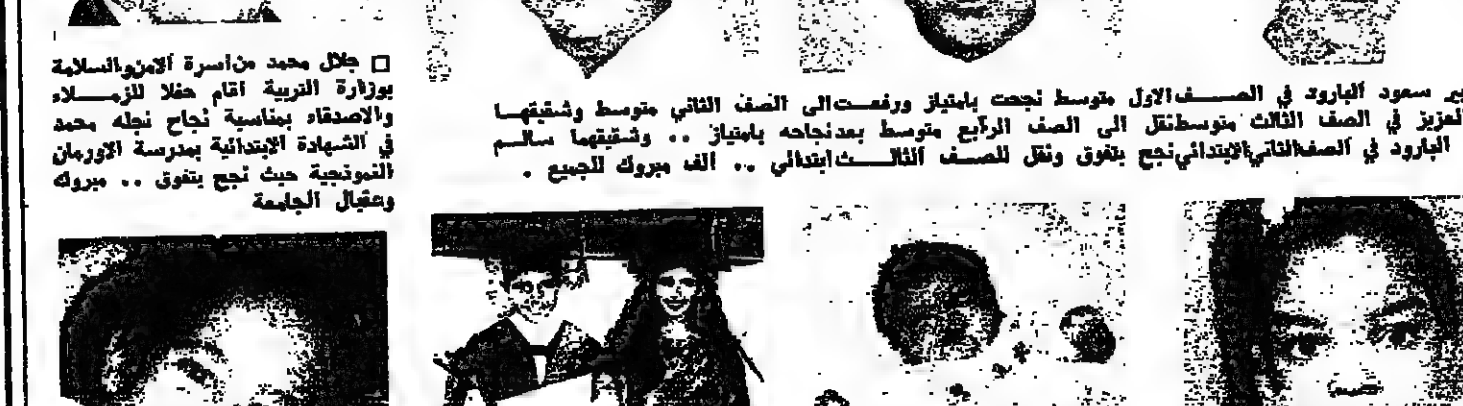 سعود البارود في الصف الاول متوسط نجحت بامتياز ورفعت الى الصف الثاني متوسط وشقيقها
العزيز في الصف الثالث متوسط نقل الى الصف الرابع متوسط بعد نجاحه بامتياز .. وشقيقهما سالم
البارود في الصف الثاني الابتدائي نجح بتفوق ونقل للصف الثالث ابتدائي .. الف مبروك للجميع .
□ جلال محمد من اسرة الامن والسلامة
بوزارة التربية اقام حفلا للزملاء
والاصدقاء بمناسبة نجاح نجله محمد
في الشهادة الابتدائية بمدرسة الاورمان
النموذجية حيث نجح بتفوق .. مبروك
وعقبال الجامعة